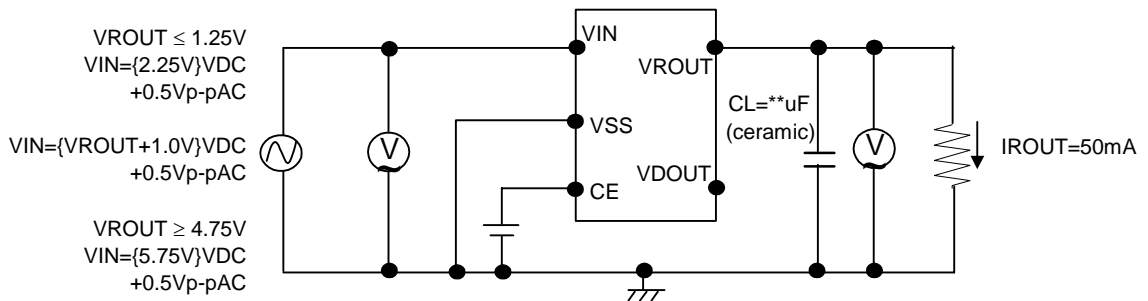 VROUT ≤ 1.25V
VIN={2.25V}VDC
+0.5Vp-pAC
VIN={VROUT+1.0V}VDC
+0.5Vp-pAC
VROUT ≥ 4.75V
VIN={5.75V}VDC
+0.5Vp-pAC
V
VIN
VSS
CE
VROUT
VDOUT
CL=**uF
(ceramic)
V
IROUT=50mA